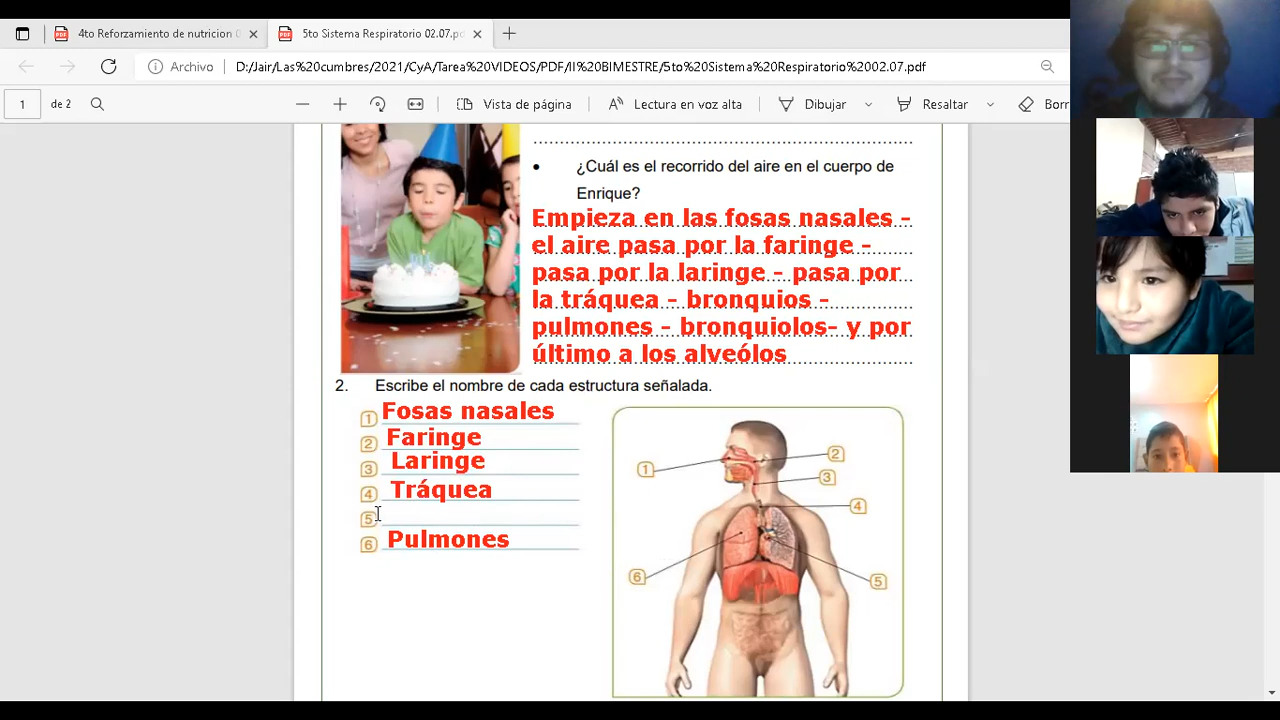 4to Reforzamiento de nutricion
5to Sistema Respiratorio 02.07.pd
Archivo
D:/Jair/Las%20cumbres/2021/CyA/Tarea%20VIDEOS/PDF/II%20BIMESTRE/5to%20Sistema%20Respiratorio%2002.07.pdf
1
de 2
Vista de página
Lectura en voz alta
Dibujar
Resaltar
Borr
• ¿Cuál es el recorrido del aire en el cuerpo de
Enrique?
Empieza en las fosas nasales -
el aire pasa por la faringe -
pasa por la laringe - pasa por
la tráquea - bronquios -
pulmones - bronquiolos- y por
último a los alveólos
2. Escribe el nombre de cada estructura señalada.
1 Fosas nasales
2 Faringe
3 Laringe
4 Tráquea
5
6 Pulmones
1
2
3
4
5
6